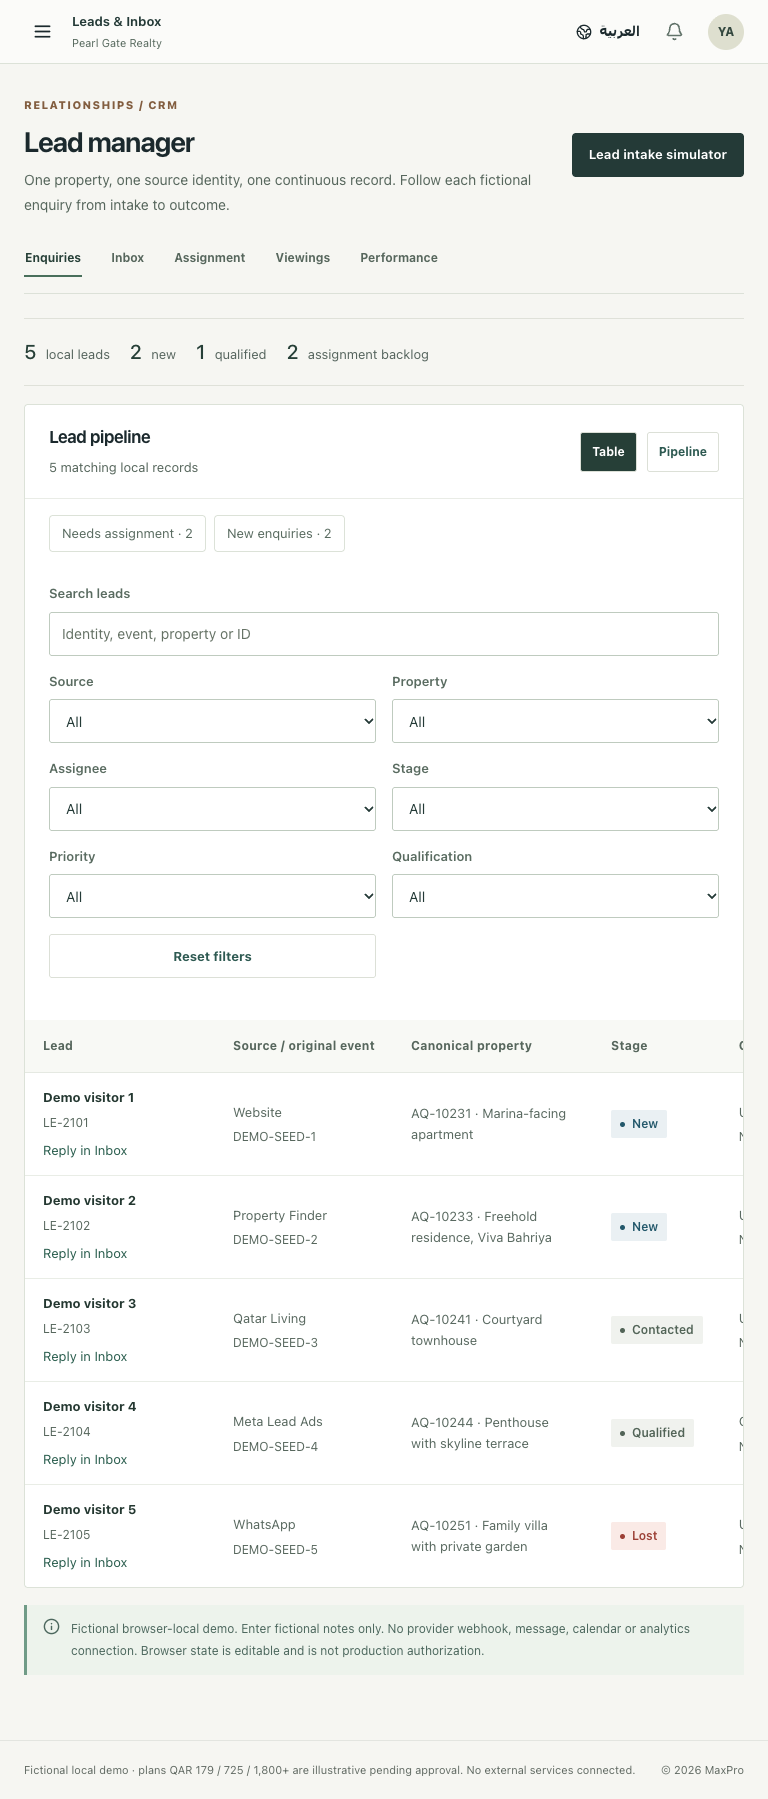 Leads & Inbox
Pearl Gate Realty
العربية
YA
RELATIONSHIPS / CRM
Lead manager
Lead intake simulator
One property, one source identity, one continuous record. Follow each fictional
enquiry from intake to outcome.
Enquiries Inbox Assignment Viewings Performance
5 local leads 2 new 1 qualified 2 assignment backlog
Lead pipeline
5 matching local records
Table Pipeline
Needs assignment · 2 New enquiries · 2
Search leads
Identity, event, property or ID
Source Property
All All
Assignee Stage
All All
Priority Qualification
All All
Reset filters
Lead Source / original event Canonical property Stage
Demo visitor 1
LE-2101
Reply in Inbox
Website
DEMO-SEED-1
AQ-10231 · Marina-facing
apartment
New
Demo visitor 2
LE-2102
Reply in Inbox
Property Finder
DEMO-SEED-2
AQ-10233 · Freehold
residence, Viva Bahriya
New
Demo visitor 3
LE-2103
Reply in Inbox
Qatar Living
DEMO-SEED-3
AQ-10241 · Courtyard
townhouse
Contacted
Demo visitor 4
LE-2104
Reply in Inbox
Meta Lead Ads
DEMO-SEED-4
AQ-10244 · Penthouse
with skyline terrace
Qualified
Demo visitor 5
LE-2105
Reply in Inbox
WhatsApp
DEMO-SEED-5
AQ-10251 · Family villa
with private garden
Lost
Fictional browser-local demo. Enter fictional notes only. No provider webhook, message, calendar or analytics
connection. Browser state is editable and is not production authorization.
Fictional local demo · plans QAR 179 / 725 / 1,800+ are illustrative pending approval. No external services connected.
© 2026 MaxPro